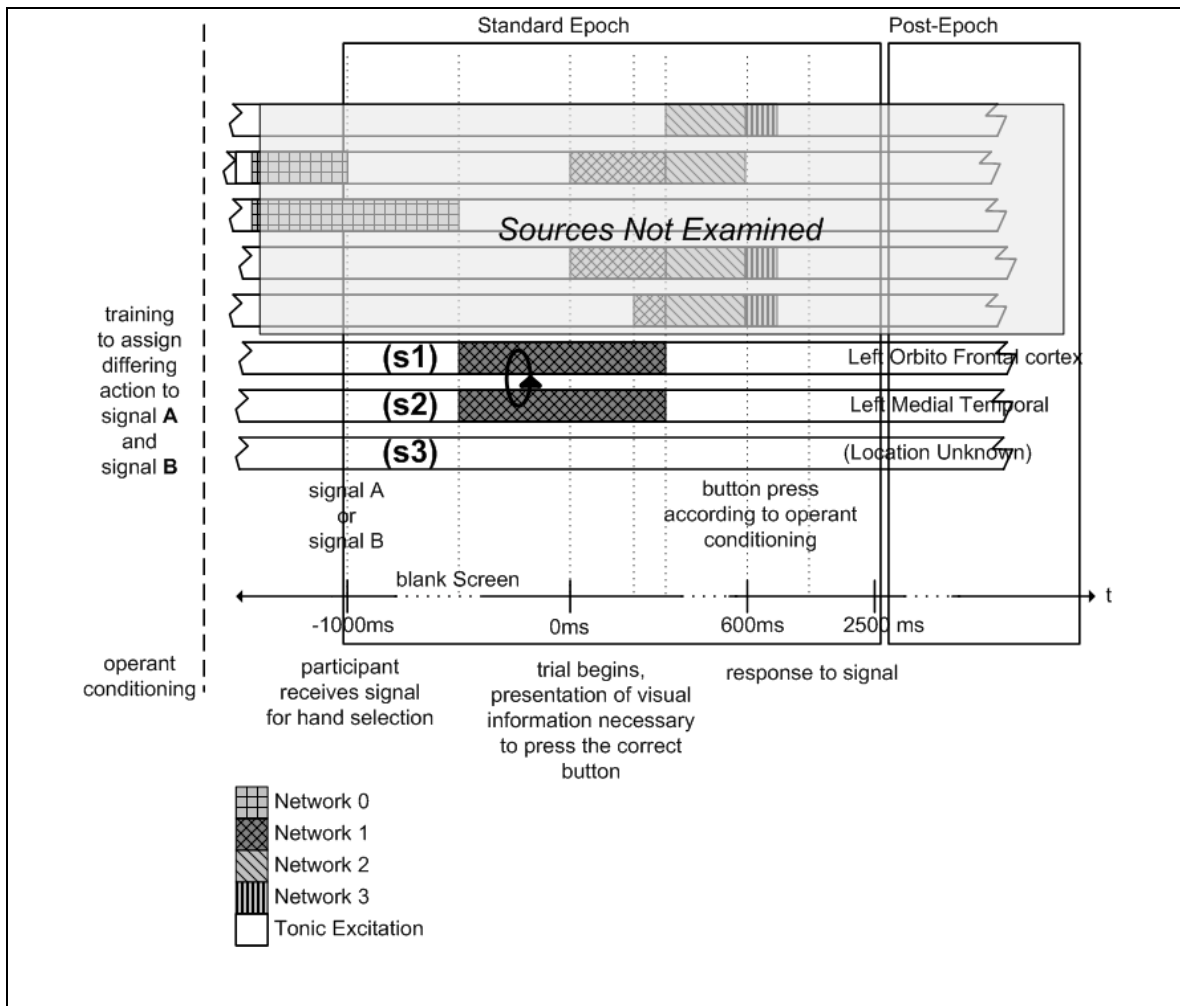 Standard Epoch
Post-Epoch
Sources Not Examined
training
to assign
differing
action to
signal A
and
signal B
(s1)
Left Orbito Frontal cortex
(s2)
Left Medial Temporal
(s3)
(Location Unknown)
signal A
or
signal B
button press
according to operant
conditioning
blank Screen
t
-1000ms
0ms
600ms
2500 ms
operant
conditioning
participant
receives signal
for hand selection
trial begins,
presentation of visual
information necessary
to press the correct
button
response to signal
Network 0
Network 1
Network 2
Network 3
Tonic Excitation